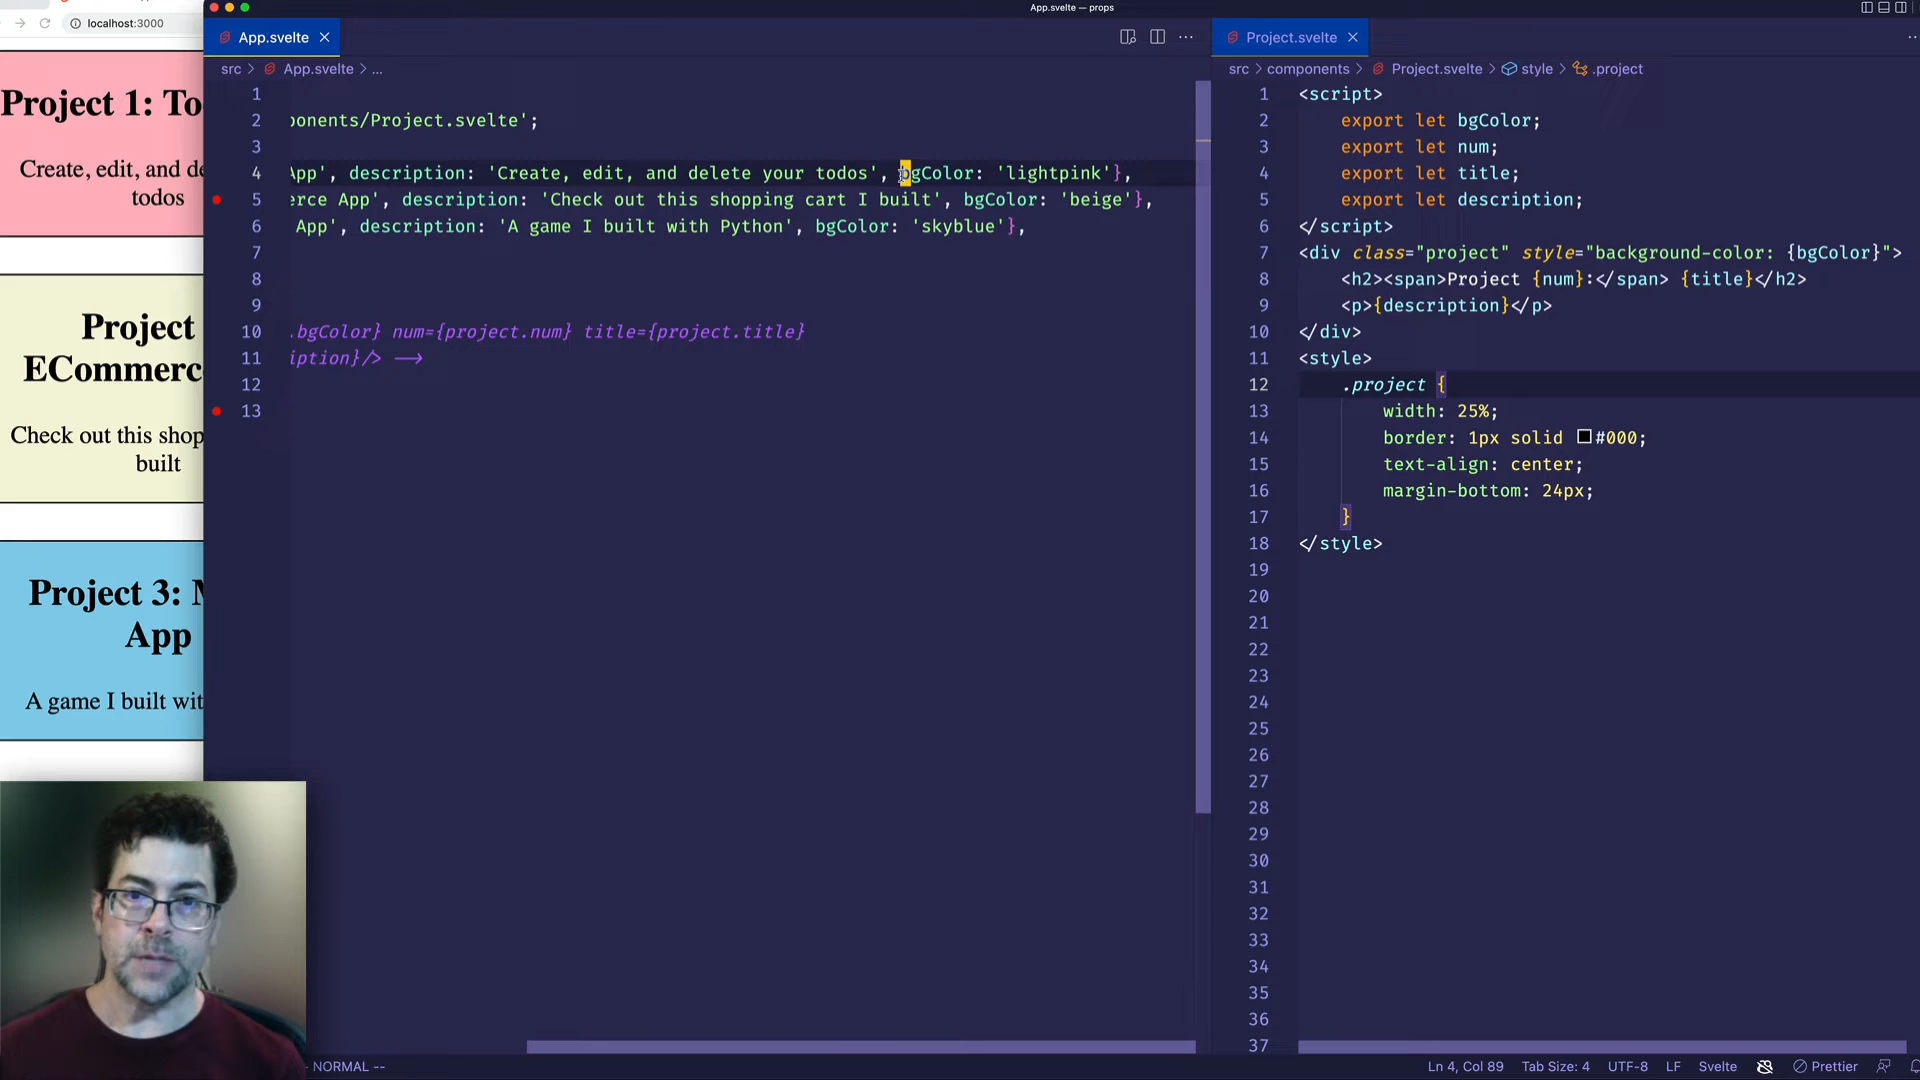 App.svelte — props
localhost:3000
Project 1: To
Create, edit, and de
todos
Project
ECommerc
Check out this shop
built
Project 3: M
App
A game I built wit
App.svelte
src > App.svelte > ...
1
2 ponents/Project.svelte';
3
4 App', description: 'Create, edit, and delete your todos', bgColor: 'lightpink'},
5 erce App', description: 'Check out this shopping cart I built', bgColor: 'beige'},
6 App', description: 'A game I built with Python', bgColor: 'skyblue'},
7
8
9
10 .bgColor} num={project.num} title={project.title}
11 iption}/> -->
12
13
Project.svelte
src > components > Project.svelte > style > .project
1 <script>
2 export let bgColor;
3 export let num;
4 export let title;
5 export let description;
6 </script>
7 <div class="project" style="background-color: {bgColor}">
8 <h2><span>Project {num}:</span> {title}</h2>
9 <p>{description}</p>
10 </div>
11 <style>
12 .project {
13 width: 25%;
14 border: 1px solid #000;
15 text-align: center;
16 margin-bottom: 24px;
17 }
18 </style>
19
20
21
22
23
24
25
26
27
28
29
30
31
32
33
34
35
36
37
NORMAL --
Ln 4, Col 89 Tab Size: 4 UTF-8 LF Svelte Prettier